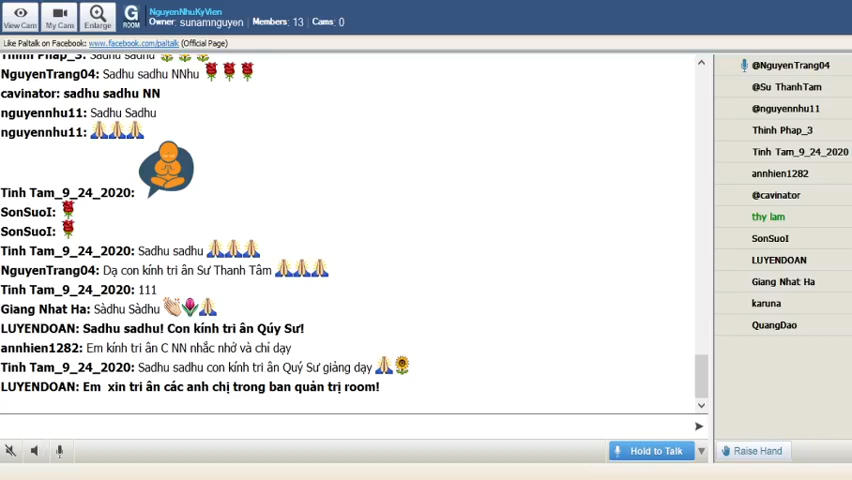 NguyenNhuKyVien
Owner: sunamnguyen Members: 13 Cams: 0
View Cam My Cam Enlarge G ROOM
Like Paltalk on Facebook: www.facebook.com/paltalk (Official Page)
Thinh Phap_3: Sadhu sadhu
NguyenTrang04: Sadhu sadhu NNhu
cavinator: sadhu sadhu NN
nguyennhu11: Sadhu Sadhu
nguyennhu11:
Tinh Tam_9_24_2020:
SonSuoI:
SonSuoI:
Tinh Tam_9_24_2020: Sadhu sadhu
NguyenTrang04: Dạ con kính tri ân Sư Thanh Tâm
Tinh Tam_9_24_2020: 111
Giang Nhat Ha: Sàdhu Sàdhu
LUYENDOAN: Sadhu sadhu! Con kính tri ân Qúy Sư!
annhien1282: Em kính tri ân C NN nhắc nhở và chỉ dạy
Tinh Tam_9_24_2020: Sadhu sadhu con kính tri ân Quý Sư giảng dạy
LUYENDOAN: Em xin tri ân các anh chị trong ban quản trị room!
Hold to Talk
@NguyenTrang04
@Su ThanhTam
@nguyennhu11
Thinh Phap_3
Tinh Tam_9_24_2020
annhien1282
@cavinator
thy lam
SonSuoI
LUYENDOAN
Giang Nhat Ha
karuna
QuangDao
Raise Hand